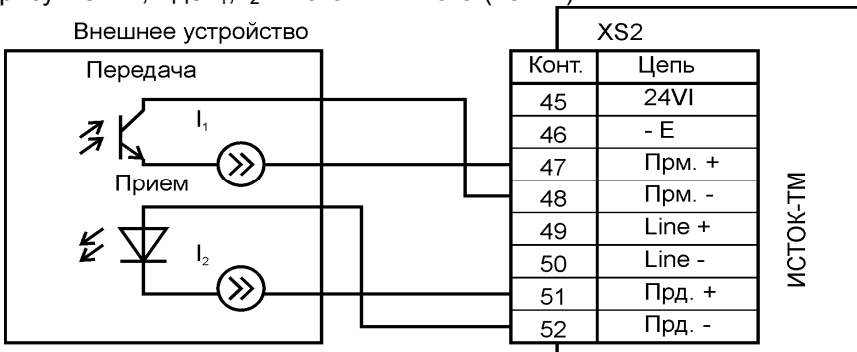 Внешнее устройство
XS2
Передача
Конт. Цепь
45 24VI
I₁
46 - E
47 Прм. +
Прием
48 Прм. -
49 Line +
I₂
50 Line -
51 Прд. +
52 Прд. -
ИСТОК-ТМ